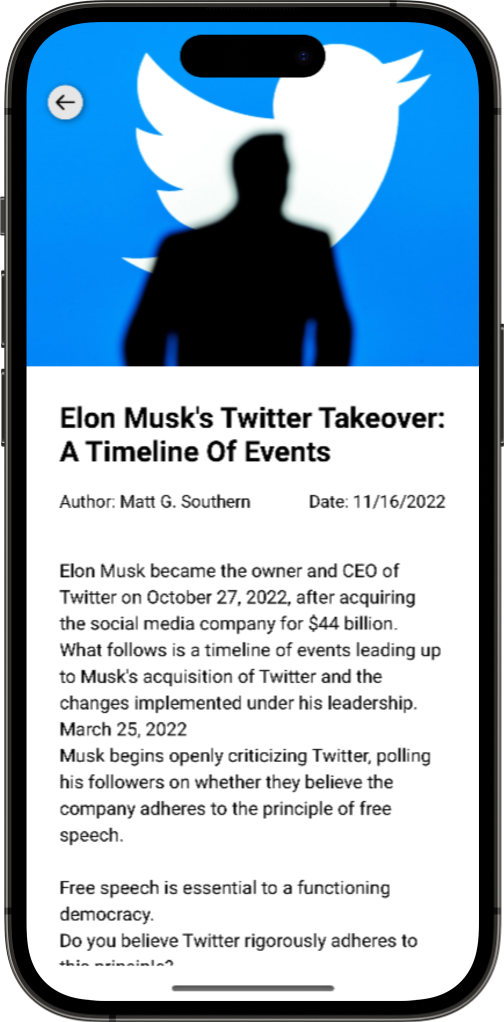 Elon Musk's Twitter Takeover:
A Timeline Of Events
Author: Matt G. Southern
Date: 11/16/2022
Elon Musk became the owner and CEO of
Twitter on October 27, 2022, after acquiring
the social media company for $44 billion.
What follows is a timeline of events leading up
to Musk's acquisition of Twitter and the
changes implemented under his leadership.
March 25, 2022
Musk begins openly criticizing Twitter, polling
his followers on whether they believe the
company adheres to the principle of free
speech.
Free speech is essential to a functioning
democracy.
Do you believe Twitter rigorously adheres to
this principle?